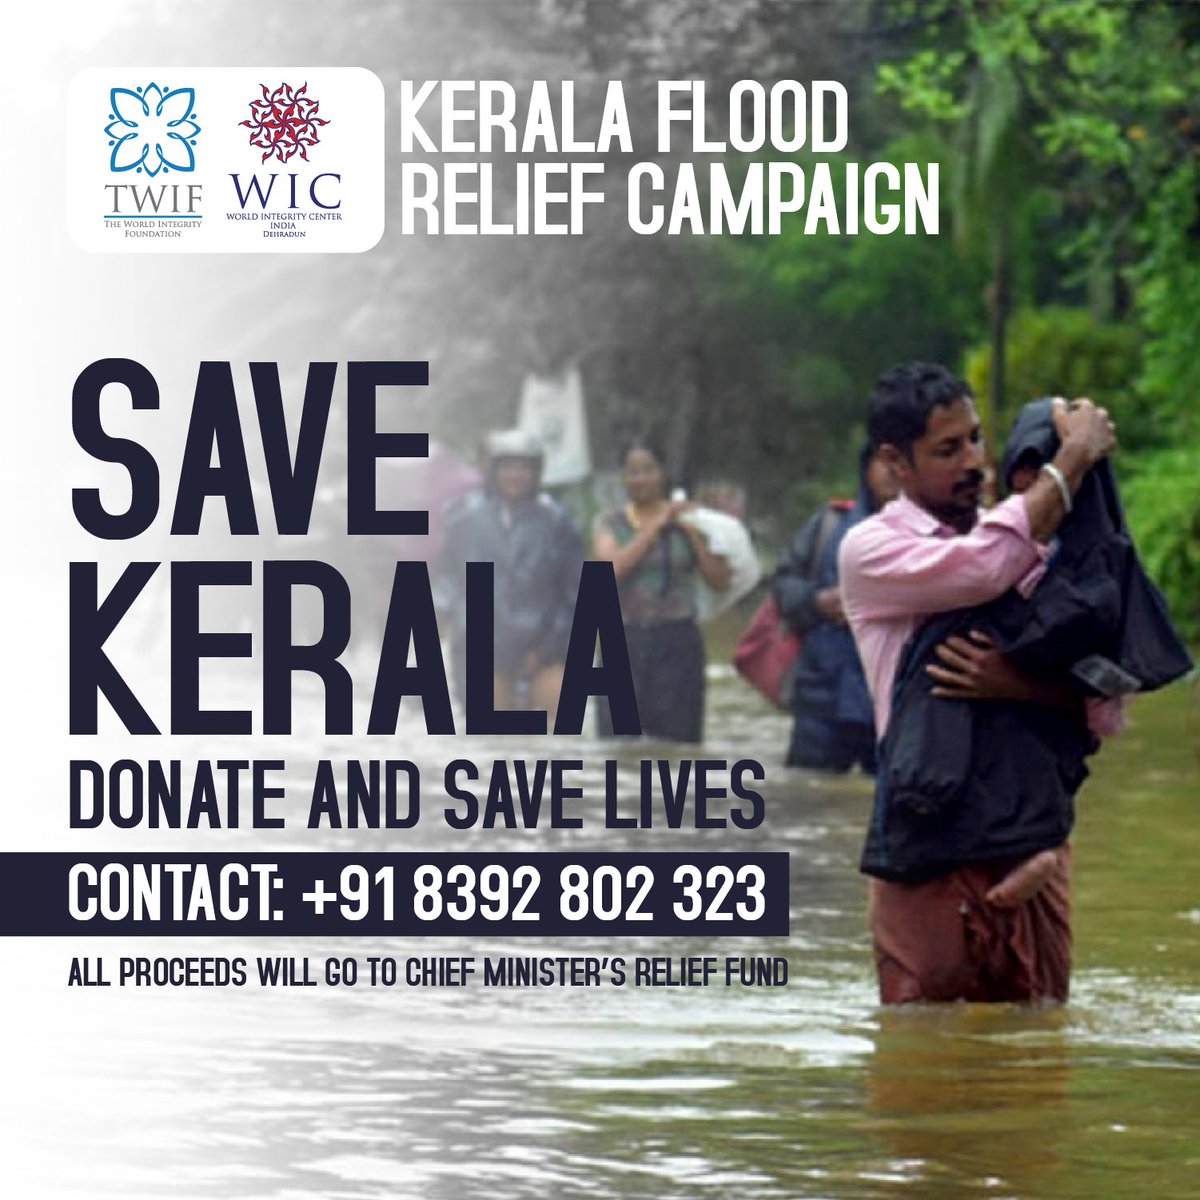 TWIF
THE WORLD INTEGRITY
FOUNDATION
WIC
WORLD INTEGRITY CENTER
INDIA
DEHRADUN
KERALA FLOOD
RELIEF CAMPAIGN
SAVE
KERALA
DONATE AND SAVE LIVES
CONTACT: +91 8392 802 323
ALL PROCEEDS WILL GO TO CHIEF MINISTER'S RELIEF FUND